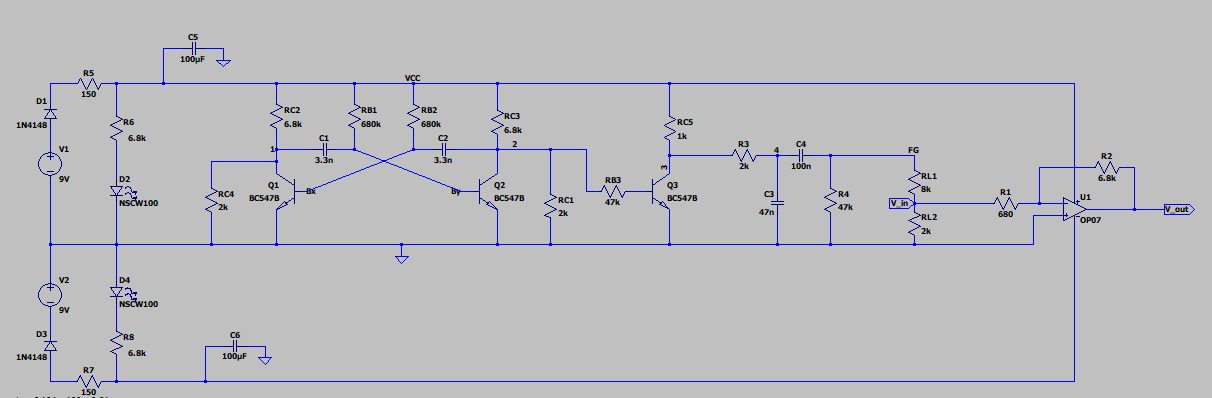 C5
100µF
R5
150
VCC
D1
1N4148
R6
6.8k
RC2
6.8k
RB1
680k
RB2
680k
RC3
6.8k
RC5
1k
C1
3.3n
C2
3.3n
1
2
V1
9V
R3
2k
4
C4
100n
FG
3
D2
NSCW100
RC4
2k
Q1
BC547B
Bx
By
Q2
BC547B
RC1
2k
RB3
47k
Q3
BC547B
C3
47n
R4
47k
RL1
8k
V_in
RL2
2k
R1
680
R2
6.8k
U1
OP07
V_out
V2
9V
D4
NSCW100
D3
1N4148
R8
6.8k
C6
100µF
R7
150